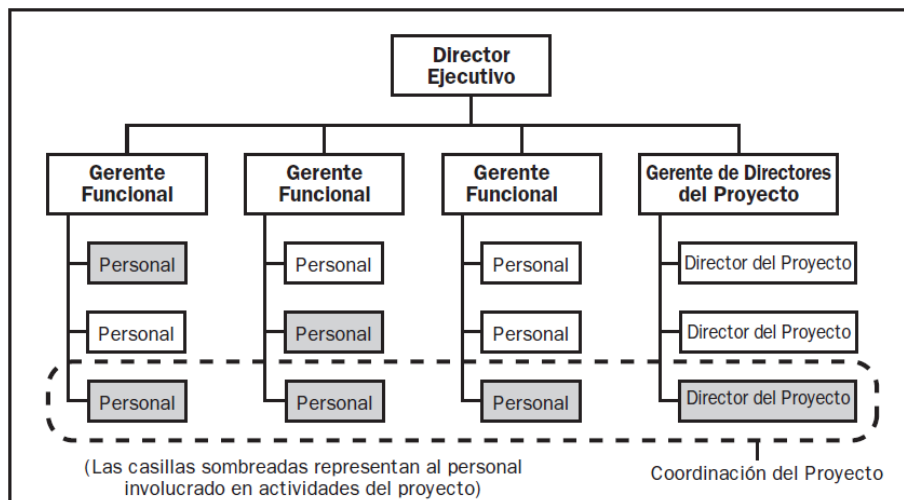 Director
Ejecutivo
Gerente
Funcional
Gerente
Funcional
Gerente
Funcional
Gerente de Directores
del Proyecto
Personal
Personal
Personal
Director del Proyecto
Personal
Personal
Personal
Director del Proyecto
Personal
Personal
Personal
Director del Proyecto
(Las casillas sombreadas representan al personal
involucrado en actividades del proyecto)
Coordinación del Proyecto